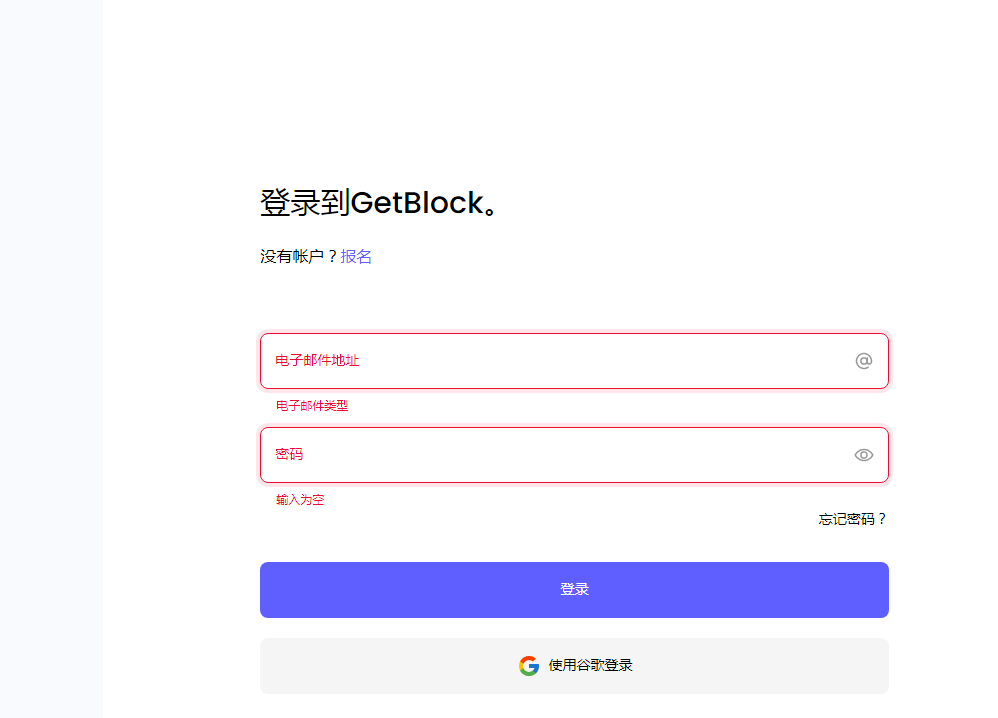 登录到GetBlock。
没有帐户？报名
电子邮件地址
电子邮件类型
密码
输入为空
忘记密码？
登录
使用谷歌登录